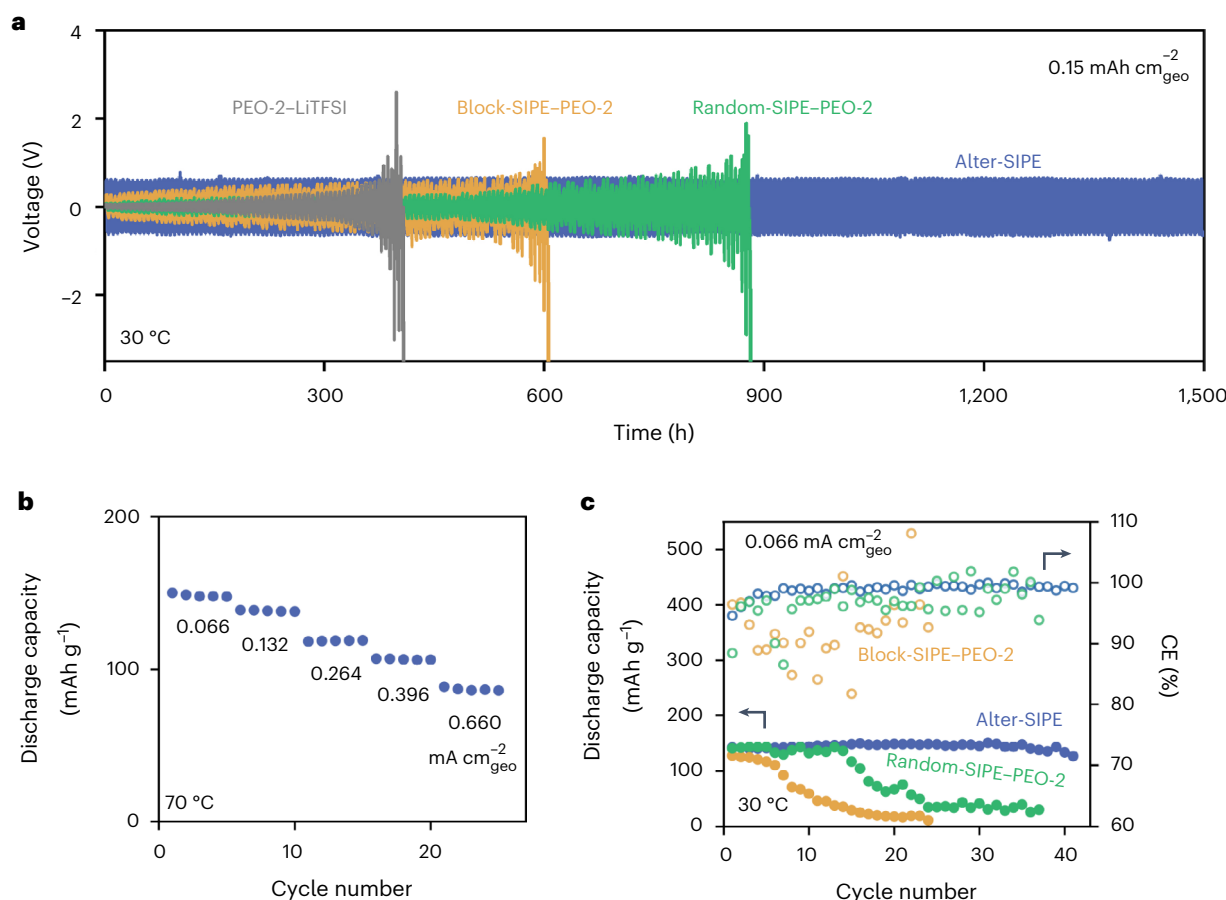 a
4
2
0
−2
Voltage (V)
0.15 mAh cm−2geo
PEO-2–LiTFSI
Block-SIPE–PEO-2
Random-SIPE–PEO-2
Alter-SIPE
30 °C
0
300
600
900
1,200
1,500
Time (h)
b
200
100
0
Discharge capacity
(mAh g−1)
0.066
0.132
0.264
0.396
0.660
mA cm−2geo
70 °C
0
10
20
Cycle number
c
500
400
300
200
100
0
Discharge capacity
(mAh g−1)
0.066 mA cm−2geo
Block-SIPE–PEO-2
Alter-SIPE
Random-SIPE–PEO-2
30 °C
110
100
90
80
70
60
CE (%)
0
10
20
30
40
Cycle number